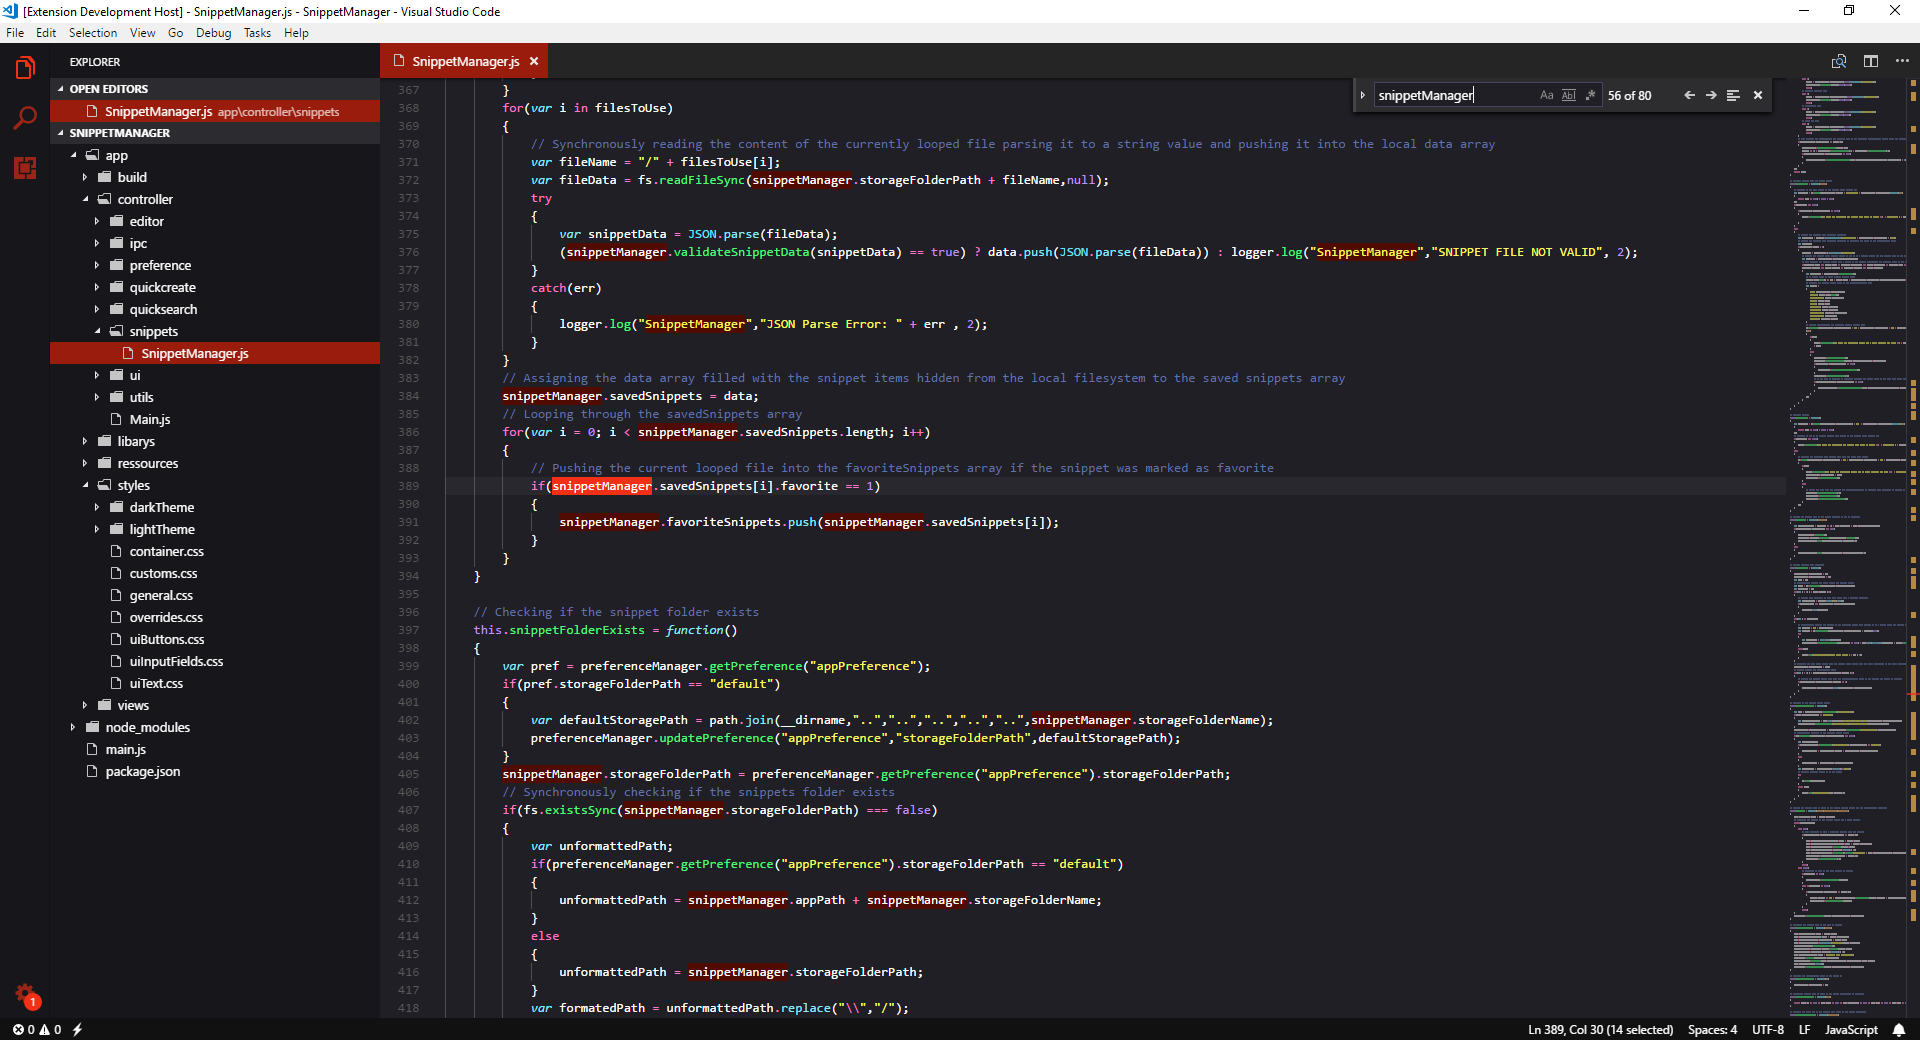 [Extension Development Host] - SnippetManager.js - SnippetManager - Visual Studio Code
File Edit Selection View Go Debug Tasks Help
EXPLORER
OPEN EDITORS
SnippetManager.js app\controller\snippets
SNIPPETMANAGER
app
build
controller
editor
ipc
preference
quickcreate
quicksearch
snippets
SnippetManager.js
ui
utils
Main.js
librarys
ressources
styles
darkTheme
lightTheme
container.css
customs.css
general.css
overrides.css
uiButtons.css
uiInputFields.css
uiText.css
views
node_modules
main.js
package.json
1
SnippetManager.js
snippetManager Aa Ab| .* 56 of 80
367 }
368 for(var i in filesToUse)
369 {
370 // Synchronously reading the content of the currently looped file parsing it to a string value and pushing it into the local data array
371 var fileName = "/" + filesToUse[i];
372 var fileData = fs.readFileSync(snippetManager.storageFolderPath + fileName,null);
373 try
374 {
375 var snippetData = JSON.parse(fileData);
376 (snippetManager.validateSnippetData(snippetData) == true) ? data.push(JSON.parse(fileData)) : logger.log("SnippetManager","SNIPPET FILE NOT VALID", 2);
377 }
378 catch(err)
379 {
380 logger.log("SnippetManager","JSON Parse Error: " + err , 2);
381 }
382 }
383 // Assigning the data array filled with the snippet items hidden from the local filesystem to the saved snippets array
384 snippetManager.savedSnippets = data;
385 // Looping through the savedSnippets array
386 for(var i = 0; i < snippetManager.savedSnippets.length; i++)
387 {
388 // Pushing the current looped file into the favoriteSnippets array if the snippet was marked as favorite
389 if(snippetManager.savedSnippets[i].favorite == 1)
390 {
391 snippetManager.favoriteSnippets.push(snippetManager.savedSnippets[i]);
392 }
393 }
394 }
395
396 // Checking if the snippet folder exists
397 this.snippetFolderExists = function()
398 {
399 var pref = preferenceManager.getPreference("appPreference");
400 if(pref.storageFolderPath == "default")
401 {
402 var defaultStoragePath = path.join(__dirname,"..","..","..","..","..",snippetManager.storageFolderName);
403 preferenceManager.updatePreference("appPreference","storageFolderPath",defaultStoragePath);
404 }
405 snippetManager.storageFolderPath = preferenceManager.getPreference("appPreference").storageFolderPath;
406 // Synchronously checking if the snippets folder exists
407 if(fs.existsSync(snippetManager.storageFolderPath) === false)
408 {
409 var unformattedPath;
410 if(preferenceManager.getPreference("appPreference").storageFolderPath == "default")
411 {
412 unformattedPath = snippetManager.appPath + snippetManager.storageFolderName;
413 }
414 else
415 {
416 unformattedPath = snippetManager.storageFolderPath;
417 }
418 var formatedPath = unformattedPath.replace("\\","/");
0 0 Ln 389, Col 30 (14 selected) Spaces: 4 UTF-8 LF JavaScript